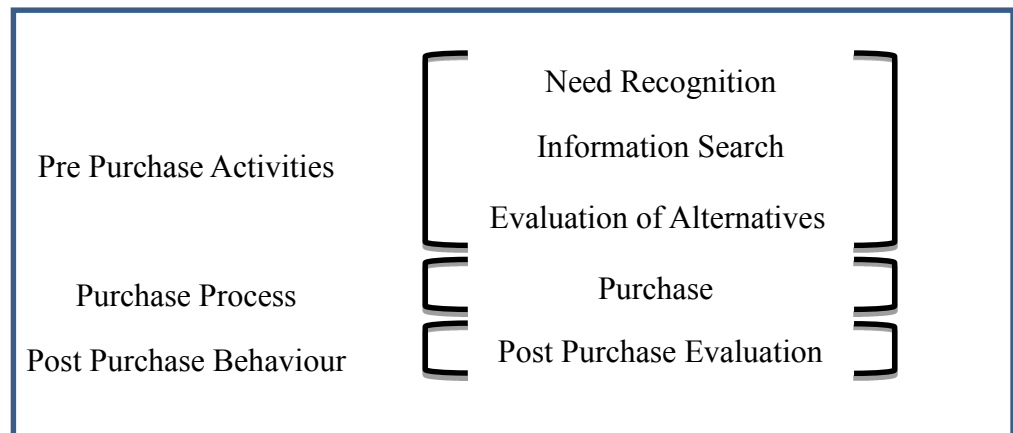 Need Recognition
Information Search
Pre Purchase Activities
Evaluation of Alternatives
Purchase Process
Purchase
Post Purchase Behaviour
Post Purchase Evaluation